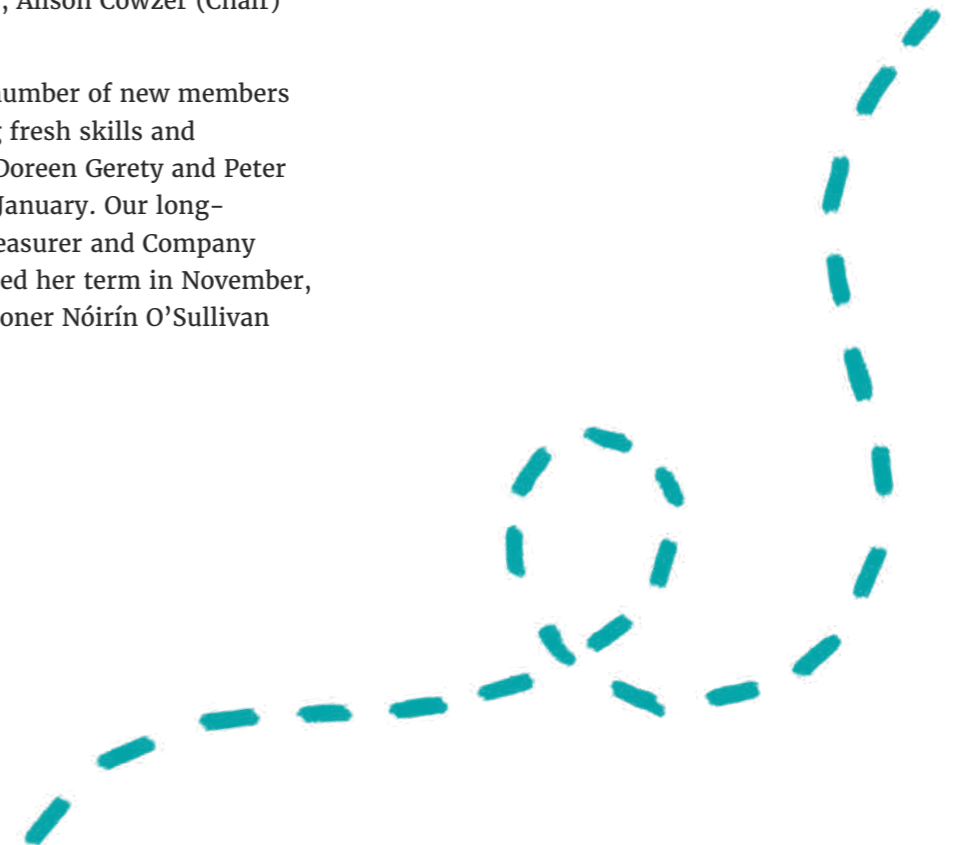 , Alison Cowzer (Chair)
number of new members
fresh skills and
Doreen Gerety and Peter
January. Our long-
easurer and Company
ed her term in November,
oner Nóirín O’Sullivan